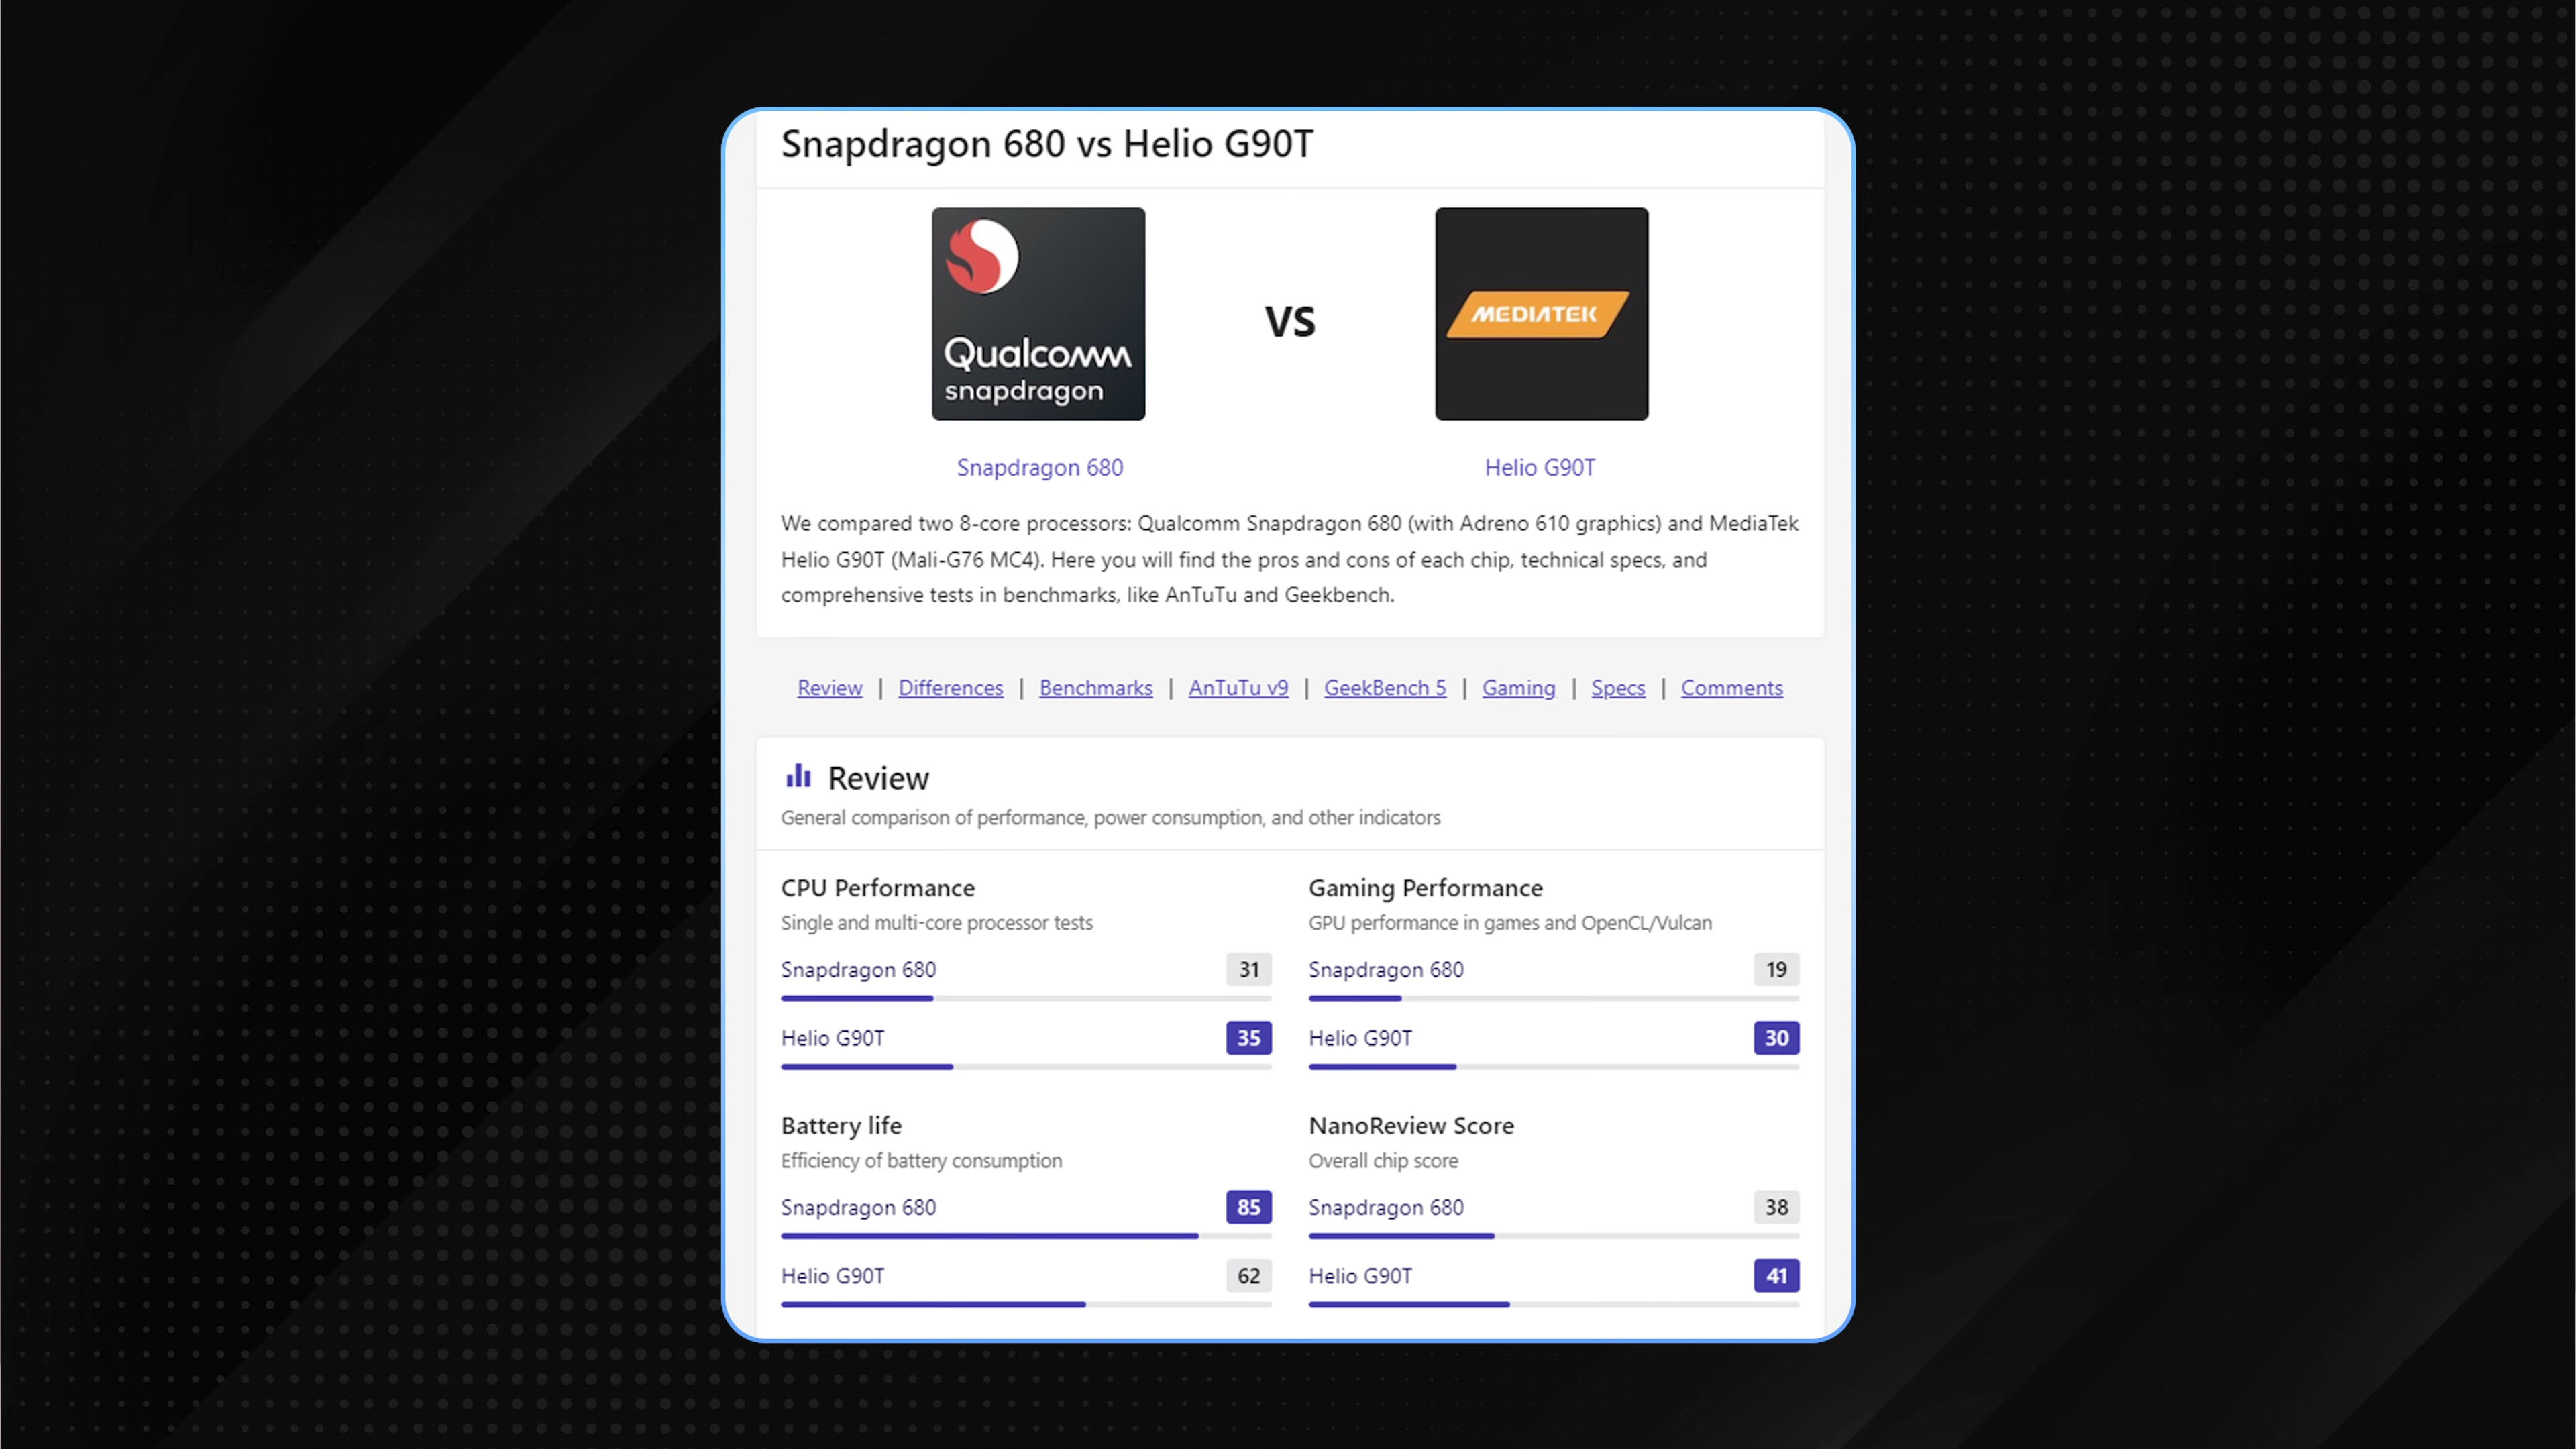 Snapdragon 680 vs Helio G90T
Qualcomm
snapdragon
VS
MEDIATEK
Snapdragon 680
Helio G90T
We compared two 8-core processors: Qualcomm Snapdragon 680 (with Adreno 610 graphics) and MediaTek
Helio G90T (Mali-G76 MC4). Here you will find the pros and cons of each chip, technical specs, and
comprehensive tests in benchmarks, like AnTuTu and Geekbench.
Review | Differences | Benchmarks | AnTuTu v9 | GeekBench 5 | Gaming | Specs | Comments
Review
General comparison of performance, power consumption, and other indicators
CPU Performance
Single and multi-core processor tests
Snapdragon 680 31
Helio G90T 35
Gaming Performance
GPU performance in games and OpenCL/Vulcan
Snapdragon 680 19
Helio G90T 30
Battery life
Efficiency of battery consumption
Snapdragon 680 85
Helio G90T 62
NanoReview Score
Overall chip score
Snapdragon 680 38
Helio G90T 41